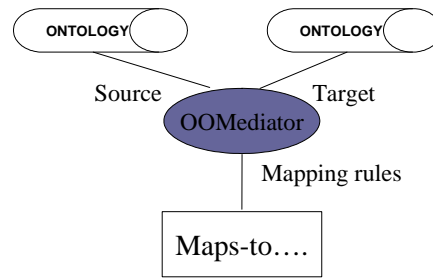 ONTOLOGY ONTOLOGY
Source Target
OOMediator
Mapping rules
Maps-to….